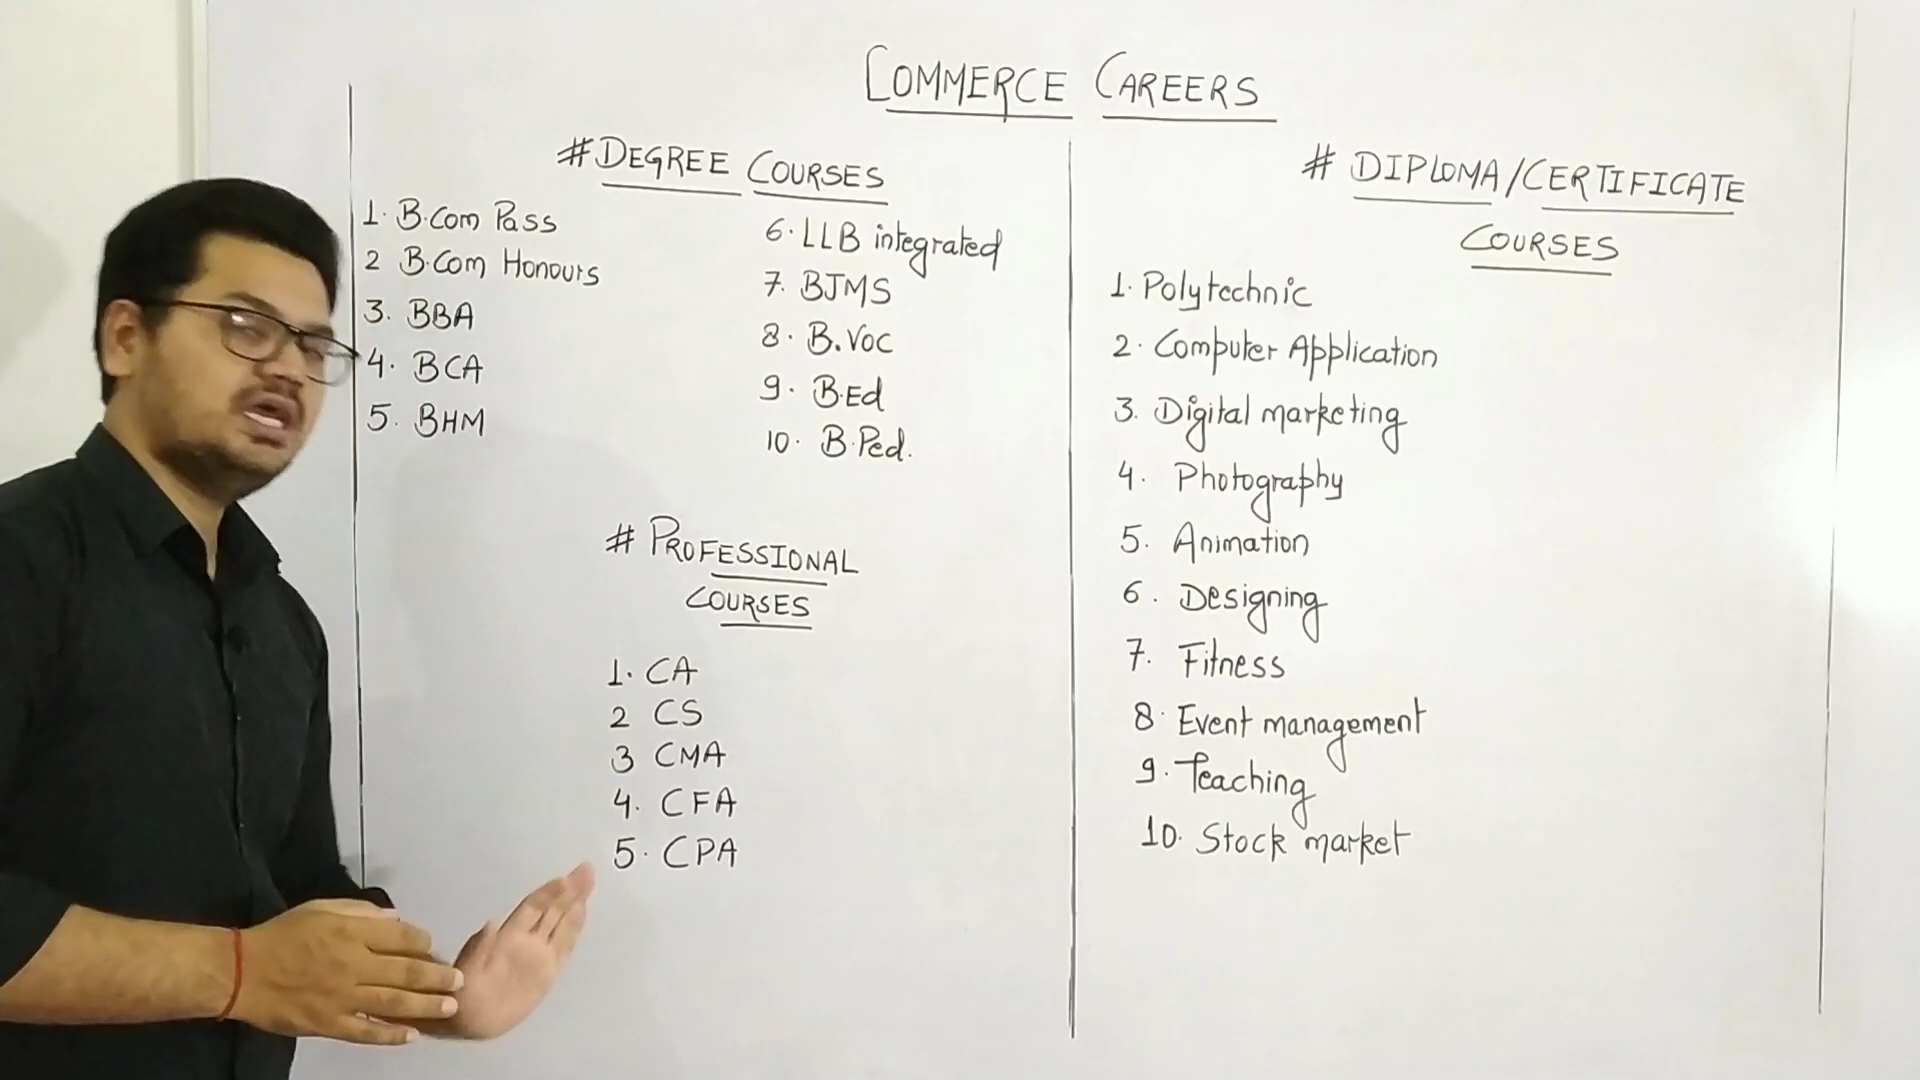 COMMERCE CAREERS
#DEGREE COURSES
1. B.Com Pass
2 B.Com Honours
3. BBA
4. BCA
5. BHM
6. LLB integrated
7. BJMS
8. B.Voc
9. B.Ed
10. B.Ped.
# PROFESSIONAL
COURSES
1. CA
2 CS
3 CMA
4. CFA
5. CPA
# DIPLOMA/CERTIFICATE
COURSES
1. Polytechnic
2. Computer Application
3. Digital marketing
4. Photography
5. Animation
6. Designing
7. Fitness
8. Event management
9. Teaching
10. Stock market